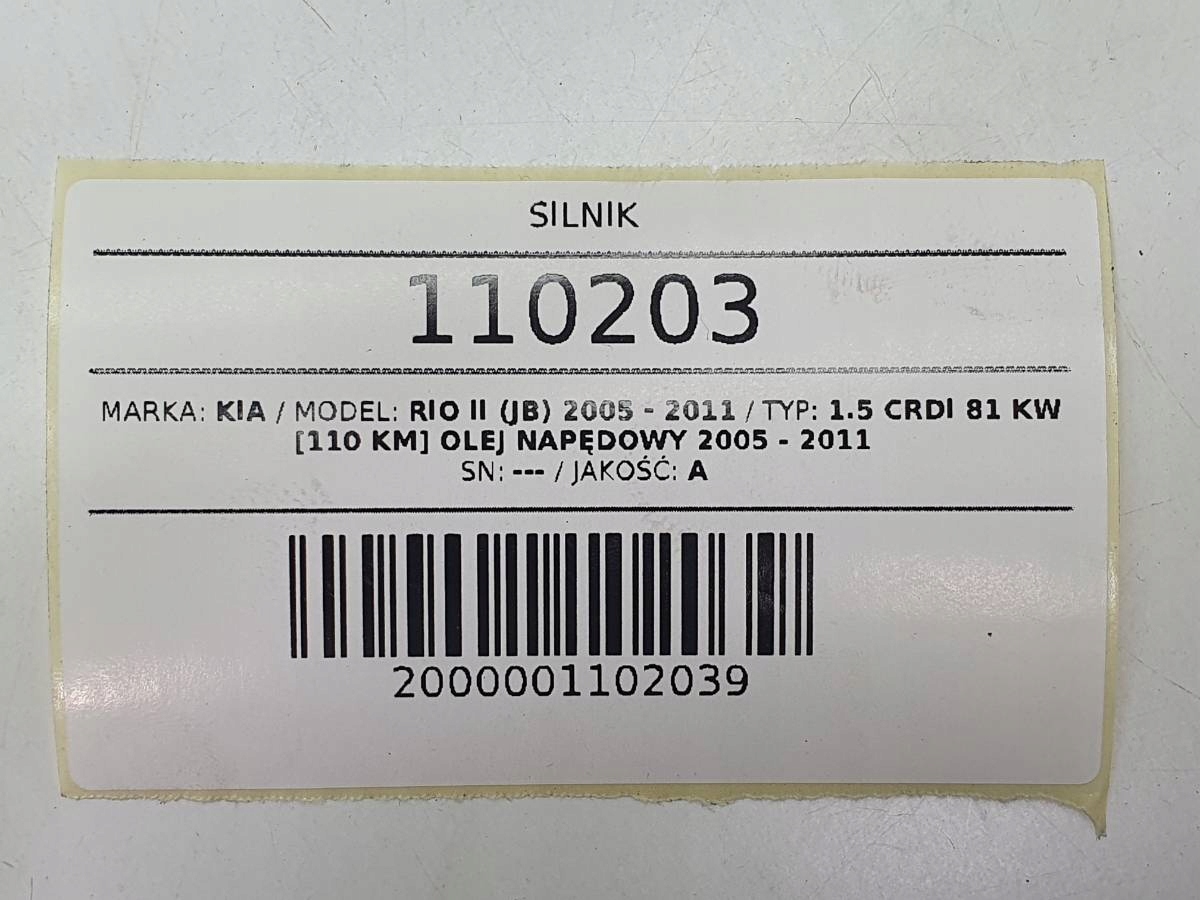 SILNIK
110203
MARKA: KIA / MODEL: RIO II (JB) 2005 - 2011 / TYP: 1.5 CRDI 81 KW
[110 KM] OLEJ NAPĘDOWY 2005 - 2011
SN: --- / JAKOŚĆ: A
2000001102039